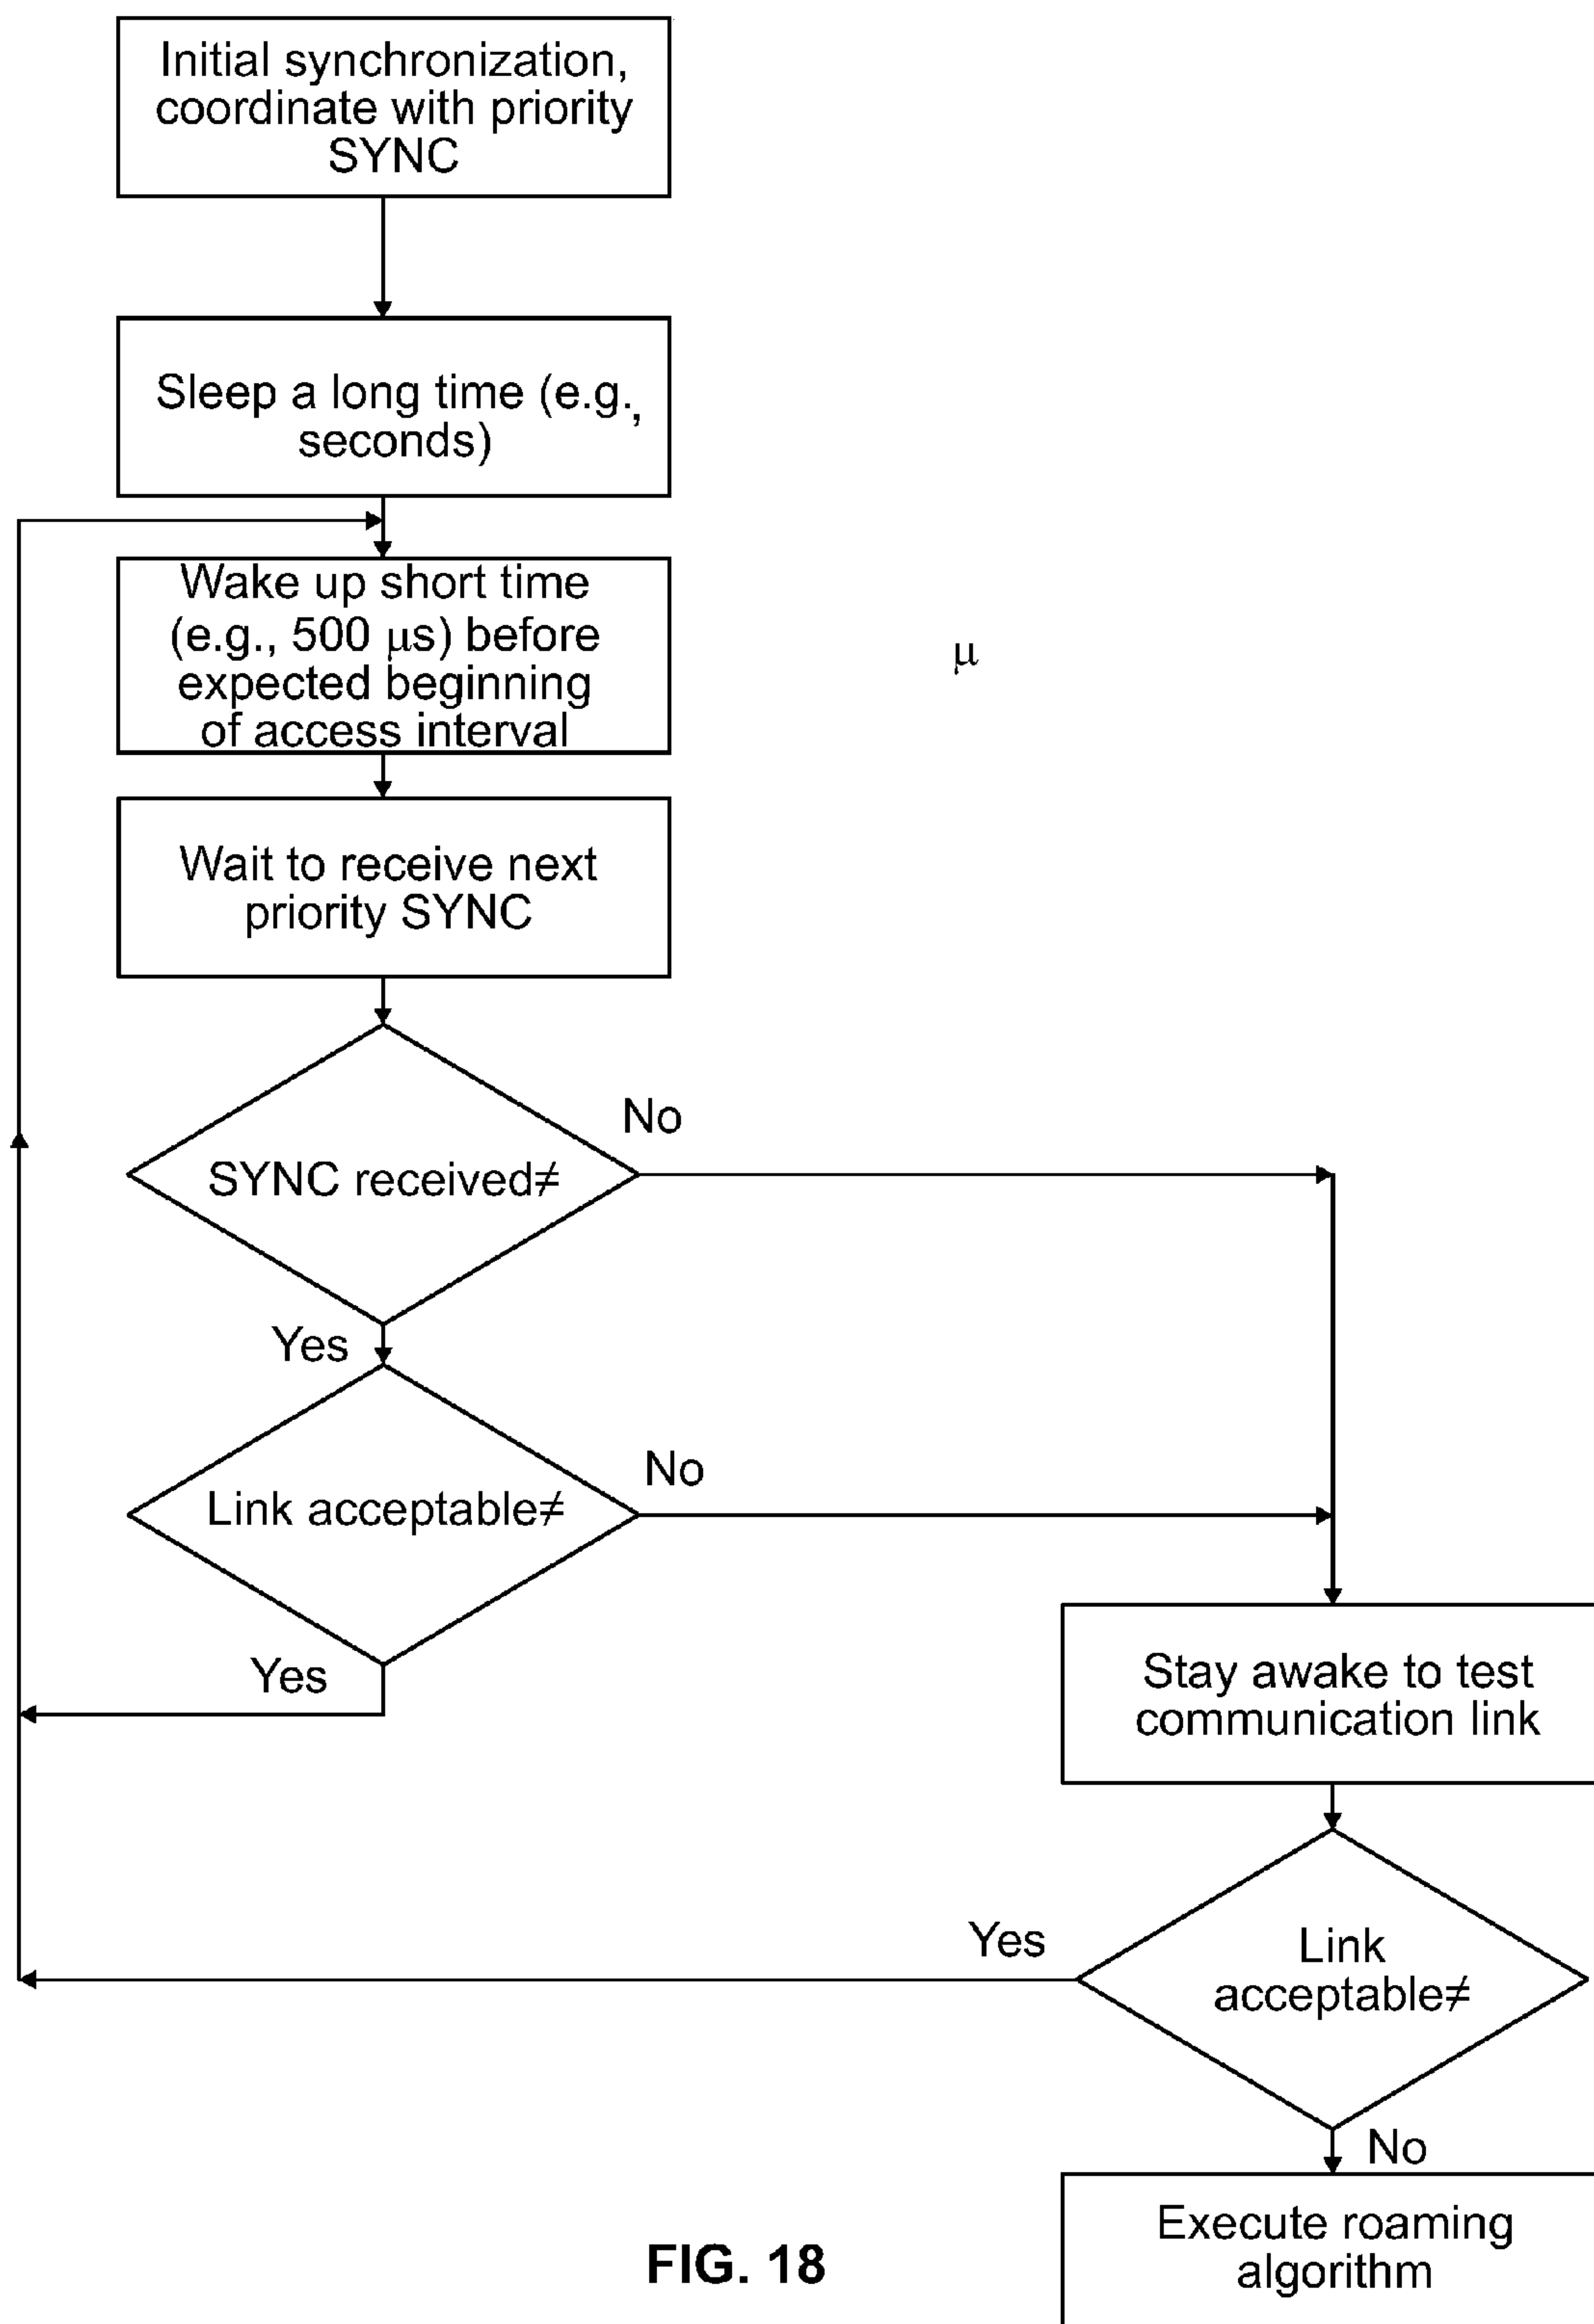 Initial synchronization,
coordinate with priority
SYNC
Sleep a long time (e.g.,
seconds)
Wake up short time
(e.g., 500 μs) before
expected beginning
of access interval
μ
Wait to receive next
priority SYNC
No
SYNC received≠
Yes
No
Link acceptable≠
Yes
Stay awake to test
communication link
Yes
Link
acceptable≠
No
Execute roaming
algorithm
FIG. 18